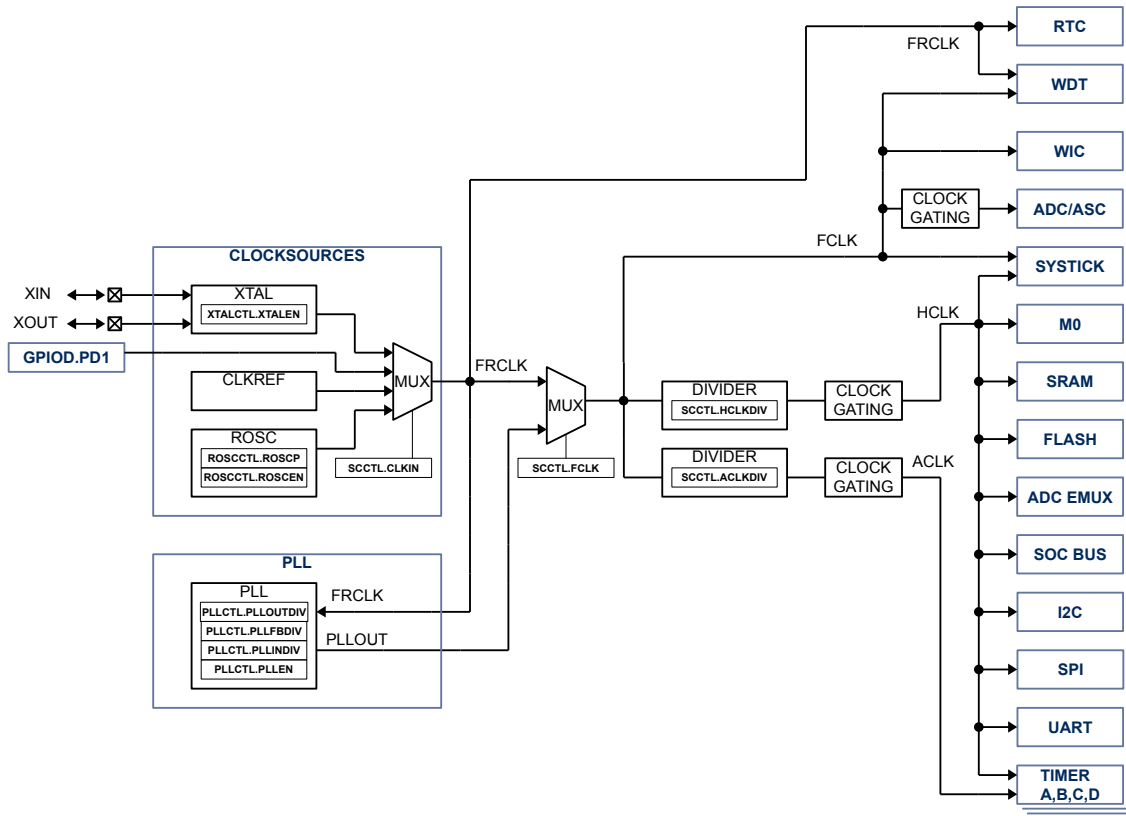 RTC
FRCLK
WDT
WIC
CLOCK
GATING
ADC/ASC
FCLK
SYSTICK
CLOCKSOURCES
XIN
XTAL
XTALCTL.XTALEN
XOUT
HCLK
M0
GPIOD.PD1
FRCLK
CLKREF
MUX
MUX
DIVIDER
SCCTL.HCLKDIV
CLOCK
GATING
SRAM
ROSC
ROSCCTL.ROSCP
ROSCCTL.ROSCEN
SCCTL.CLKIN
SCCTL.FCLK
DIVIDER
SCCTL.ACLKDIV
CLOCK
GATING
ACLK
FLASH
ADC EMUX
SOC BUS
PLL
PLL
PLLCTL.PLLOUTDIV
PLLCTL.PLLFBDIV
PLLCTL.PLLINDIV
PLLCTL.PLLEN
FRCLK
PLLOUT
I2C
SPI
UART
TIMER
A,B,C,D